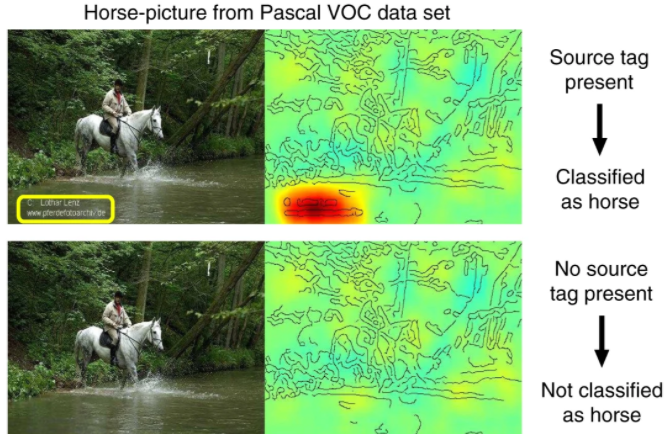 Horse-picture from Pascal VOC data set
Source tag
present
Classified
as horse
C Lothar Lenz
www.pferdefotoarchiv.de
No source
tag present
Not classified
as horse